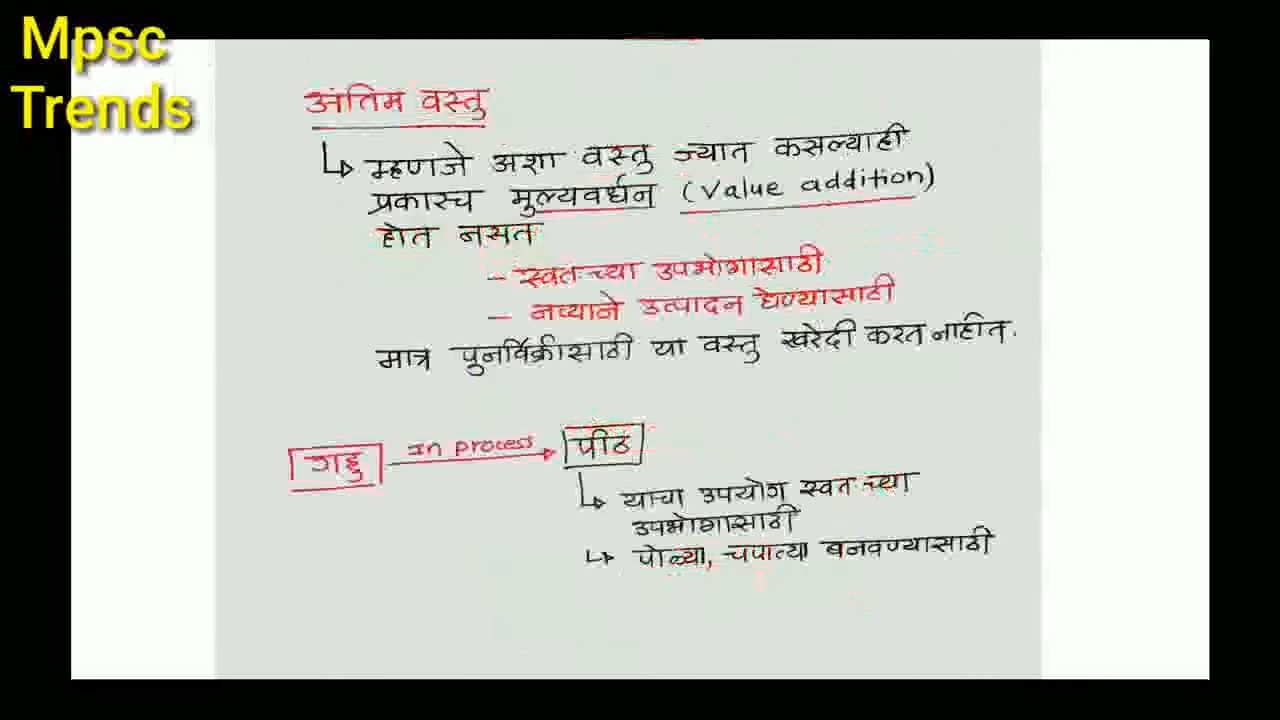 Mpsc
Trends
अंतिम वस्तु
म्हणजे अशा वस्तु ज्यात कसल्याही
प्रकारच मुल्यवर्धन (Value addition)
होत नसत
- स्वतःच्या उपभोगासाठी
- नव्याने उत्पादन घेण्यासाठी
मात्र पुनर्विक्रीसाठी या वस्तु खरेदी करत नाहीत.
गहु In process पीठ
याचा उपयोग स्वतःच्या
उपभोगासाठी
पोळ्या, चपात्या बनवण्यासाठी